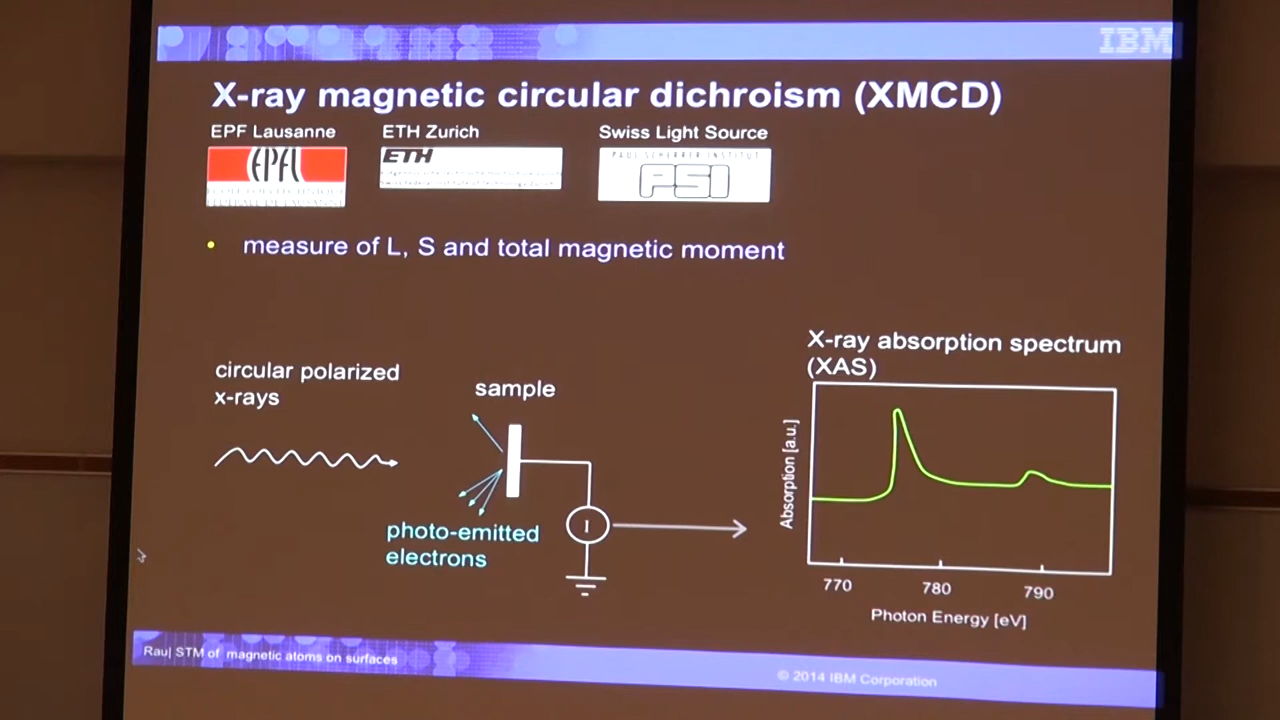 IBM
X-ray magnetic circular dichroism (XMCD)
EPF Lausanne
ETH Zurich
Swiss Light Source
EPFL
ETH
PAUL SCHERRER INSTITUT
PSI
• measure of L, S and total magnetic moment
X-ray absorption spectrum
(XAS)
circular polarized
x-rays
sample
photo-emitted
electrons
I
Absorption [a.u.]
770 780 790
Photon Energy [eV]
Rau| STM of magnetic atoms on surfaces
© 2014 IBM Corporation